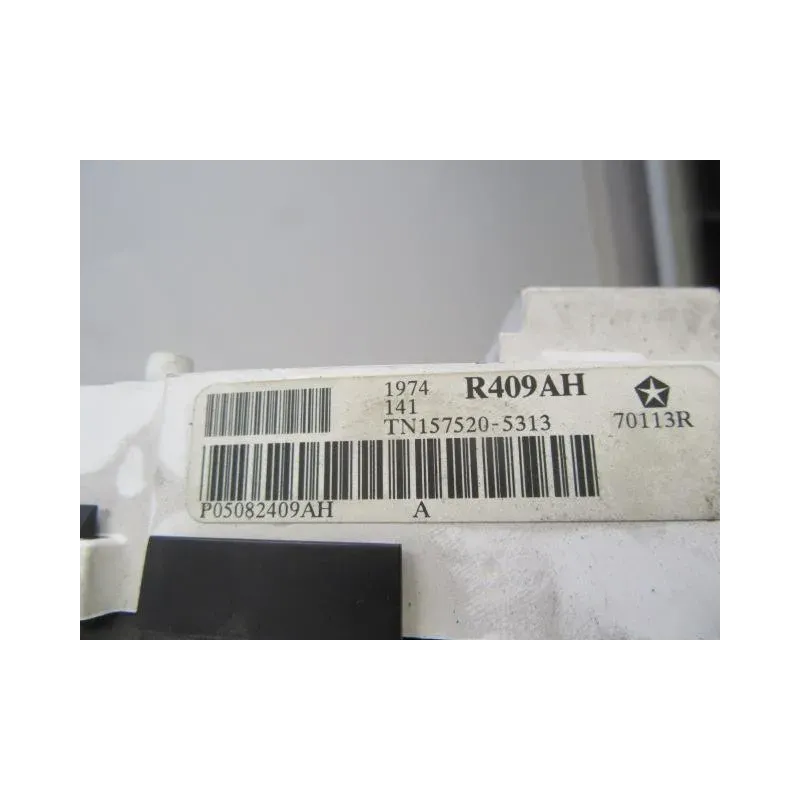 1974 R409AH
141
TN157520-5313 70113R
P05082409AH A